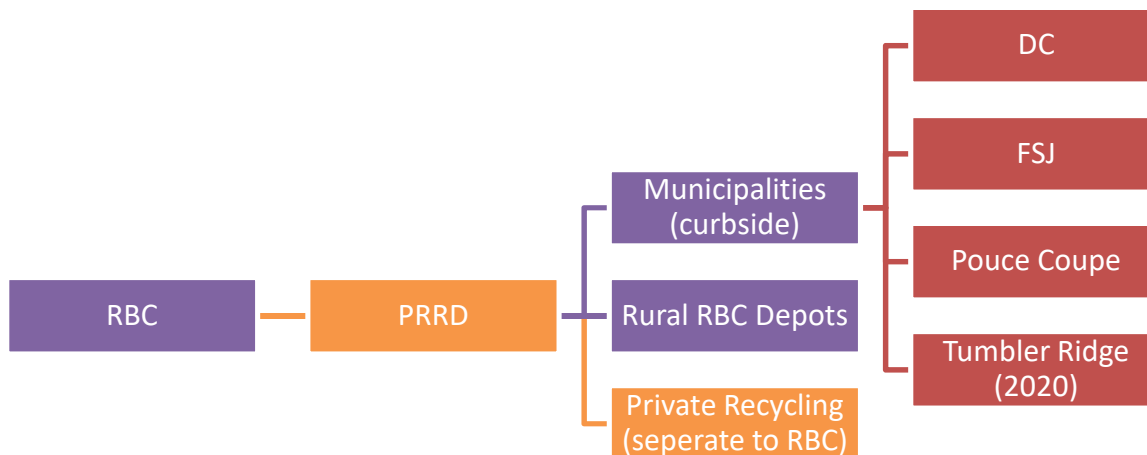 RBC
PRRD
Municipalities
(curbside)
Rural RBC Depots
Private Recycling
(seperate to RBC)
DC
FSJ
Pouce Coupe
Tumbler Ridge
(2020)